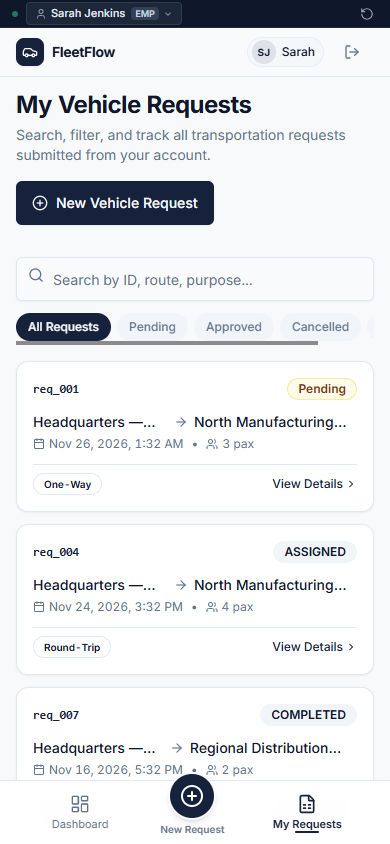 Sarah Jenkins EMP
FleetFlow
SJ Sarah
My Vehicle Requests
Search, filter, and track all transportation requests
submitted from your account.
New Vehicle Request
Search by ID, route, purpose...
All Requests Pending Approved Cancelled
req_001 Pending
Headquarters —... → North Manufacturing...
Nov 26, 2026, 1:32 AM • 3 pax
One-Way View Details
req_004 ASSIGNED
Headquarters —... → North Manufacturing...
Nov 24, 2026, 3:32 PM • 4 pax
Round-Trip View Details
req_007 COMPLETED
Headquarters —... → Regional Distribution...
Nov 16, 2026, 5:32 PM • 2 pax
Dashboard New Request My Requests